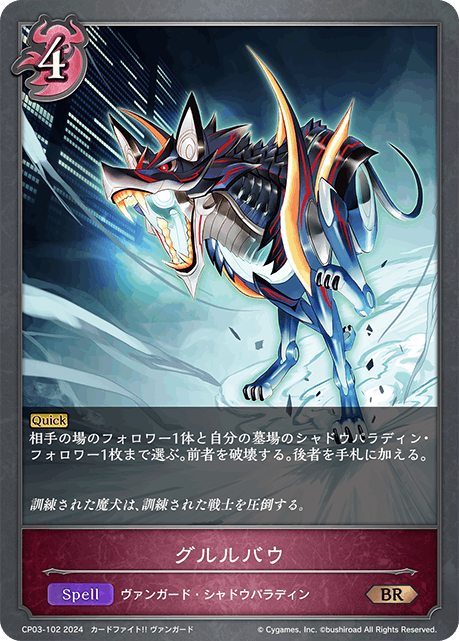 4
Quick
相手の場のフォロワー1体と自分の墓場のシャドウパラディン・
フォロワー1枚まで選ぶ。前者を破壊する。後者を手札に加える。
訓練された魔犬は、訓練された戦士を圧倒する。
グルルバウ
Spell ヴァンガード・シャドウパラディン BR
CP03-102 2024 カードファイト!! ヴァンガード © Cygames, Inc. ©bushiroad All Rights Reserved.